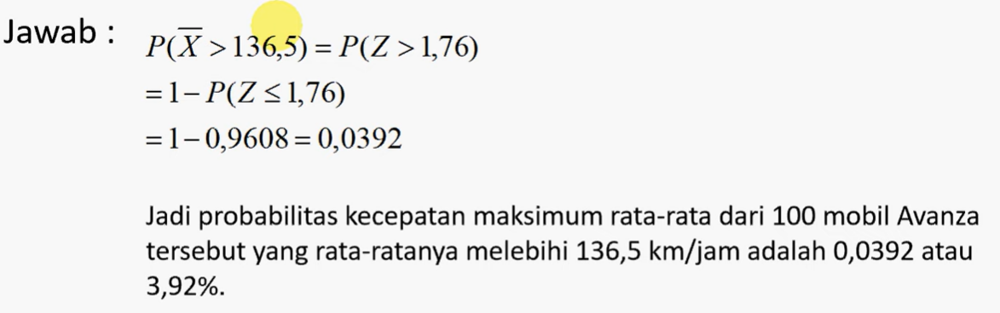 Jawab : P(X̅ > 136,5) = P(Z > 1,76)
= 1 − P(Z ≤ 1,76)
= 1 − 0,9608 = 0,0392
Jadi probabilitas kecepatan maksimum rata-rata dari 100 mobil Avanza
tersebut yang rata-ratanya melebihi 136,5 km/jam adalah 0,0392 atau
3,92%.